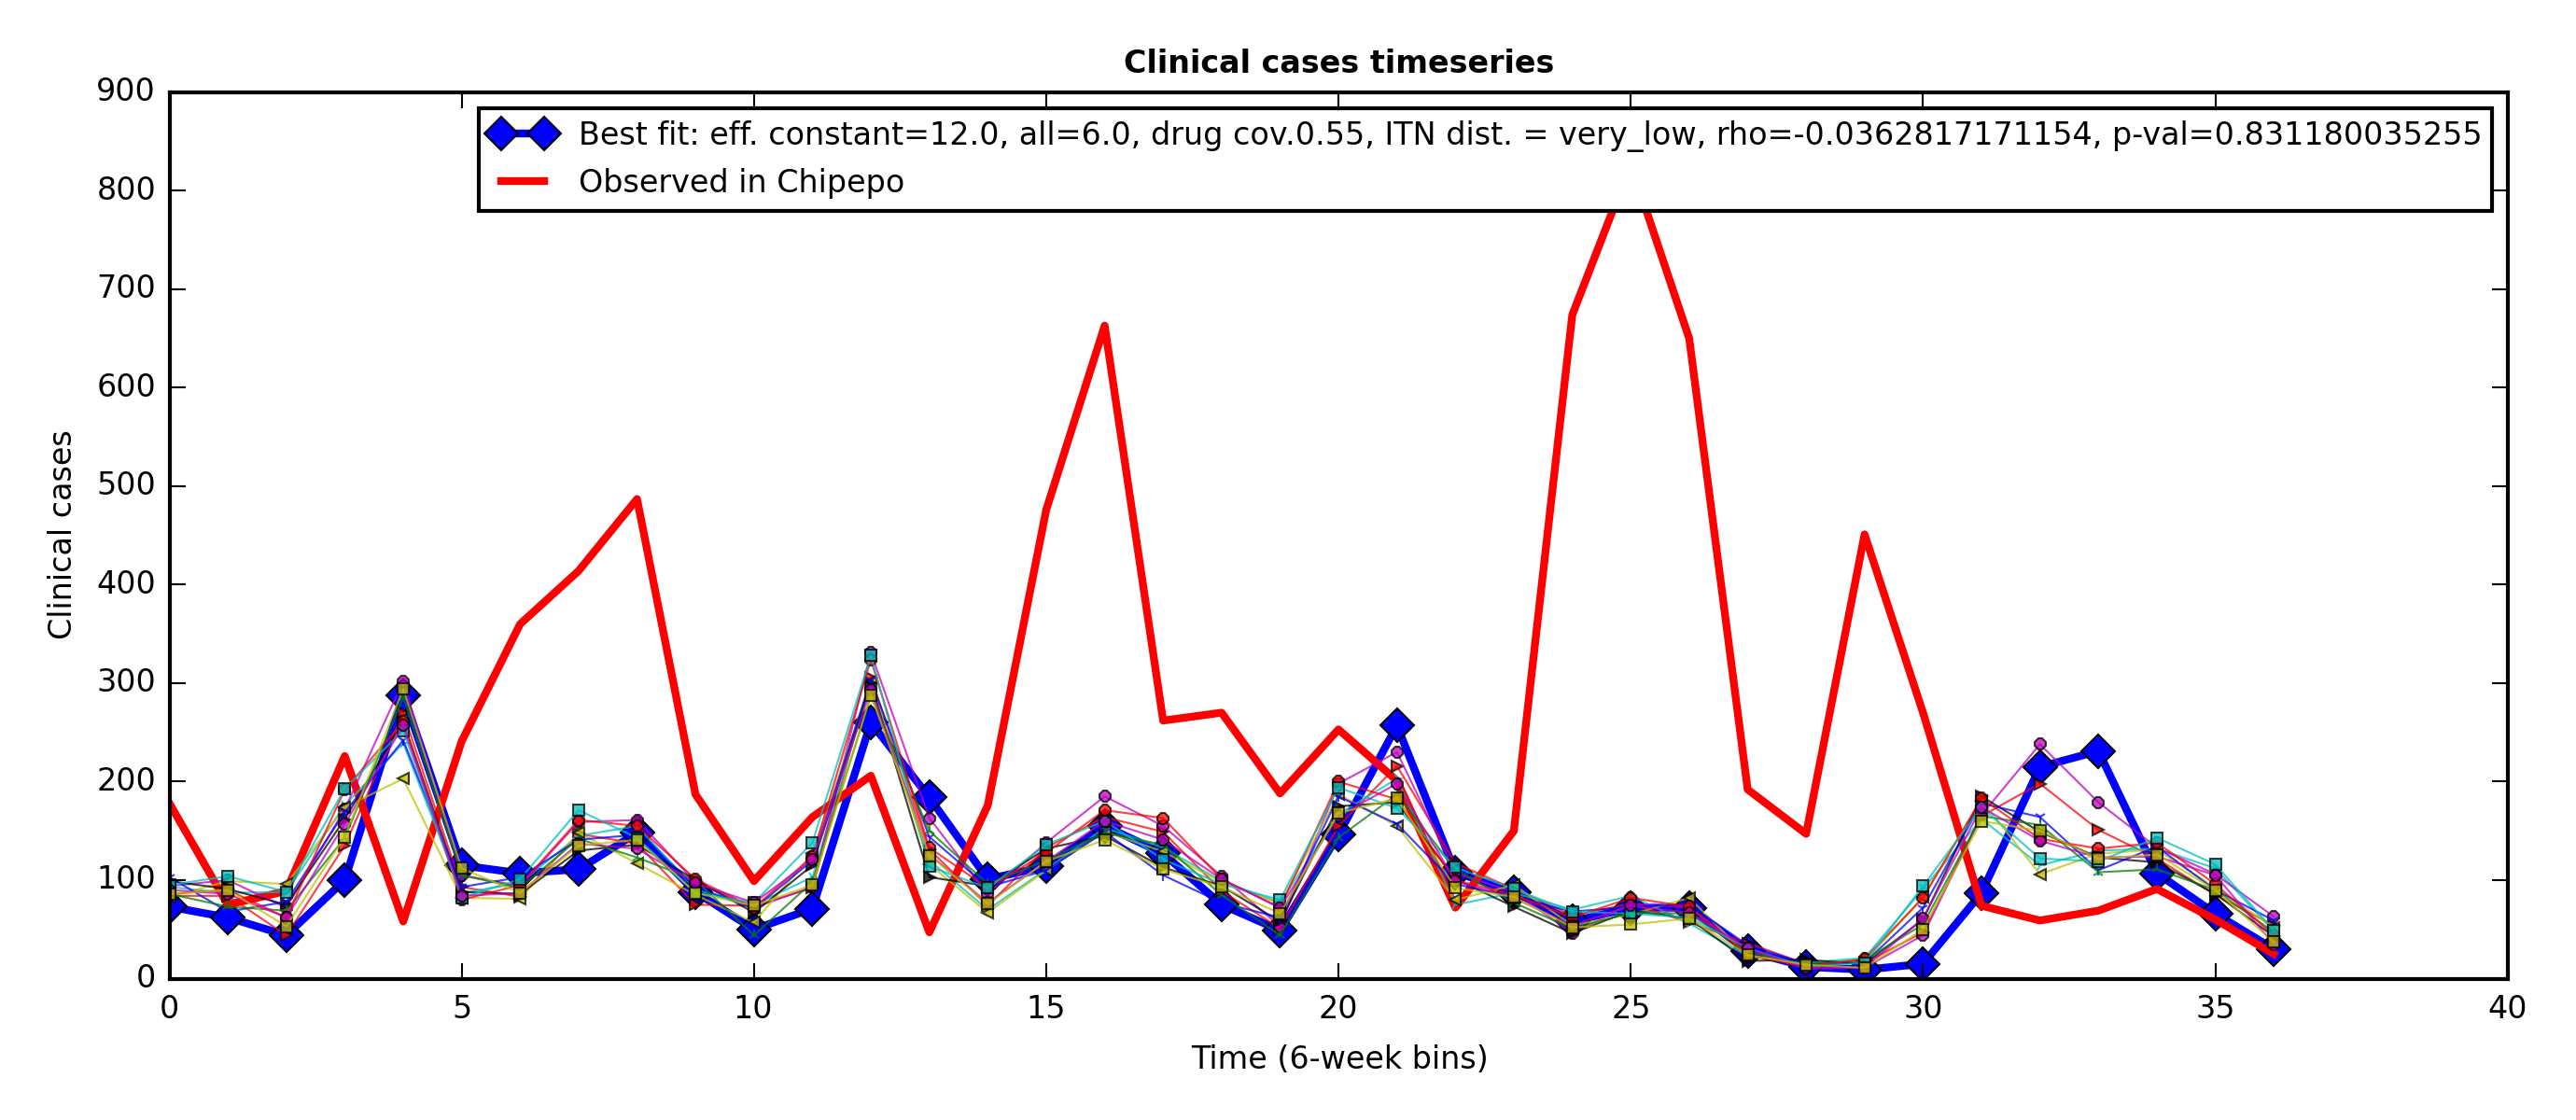 Clinical cases timeseries
900
800
700
600
500
400
300
200
100
0
Clinical cases
Best fit: eff. constant=12.0, all=6.0, drug cov.0.55, ITN dist. = very_low, rho=-0.0362817171154, p-val=0.831180035255
Observed in Chipepo
0 5 10 15 20 25 30 35 40
Time (6-week bins)